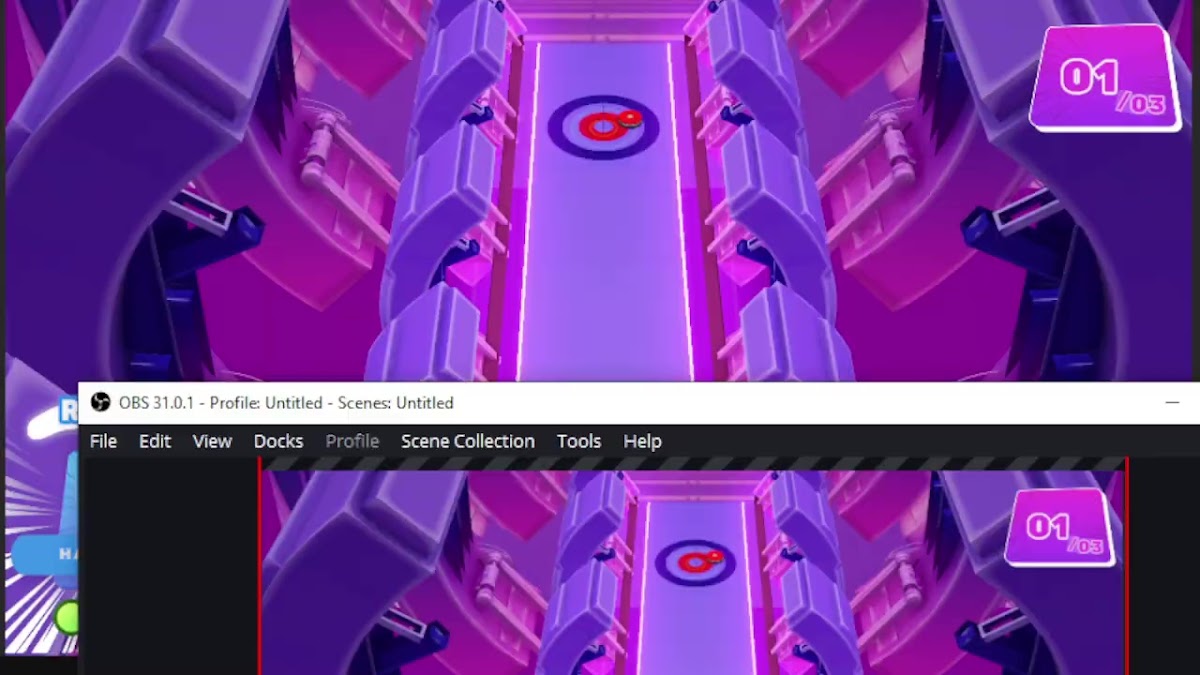 01
/03
OBS 31.0.1 - Profile: Untitled - Scenes: Untitled
File Edit View Docks Profile Scene Collection Tools Help
01
/03